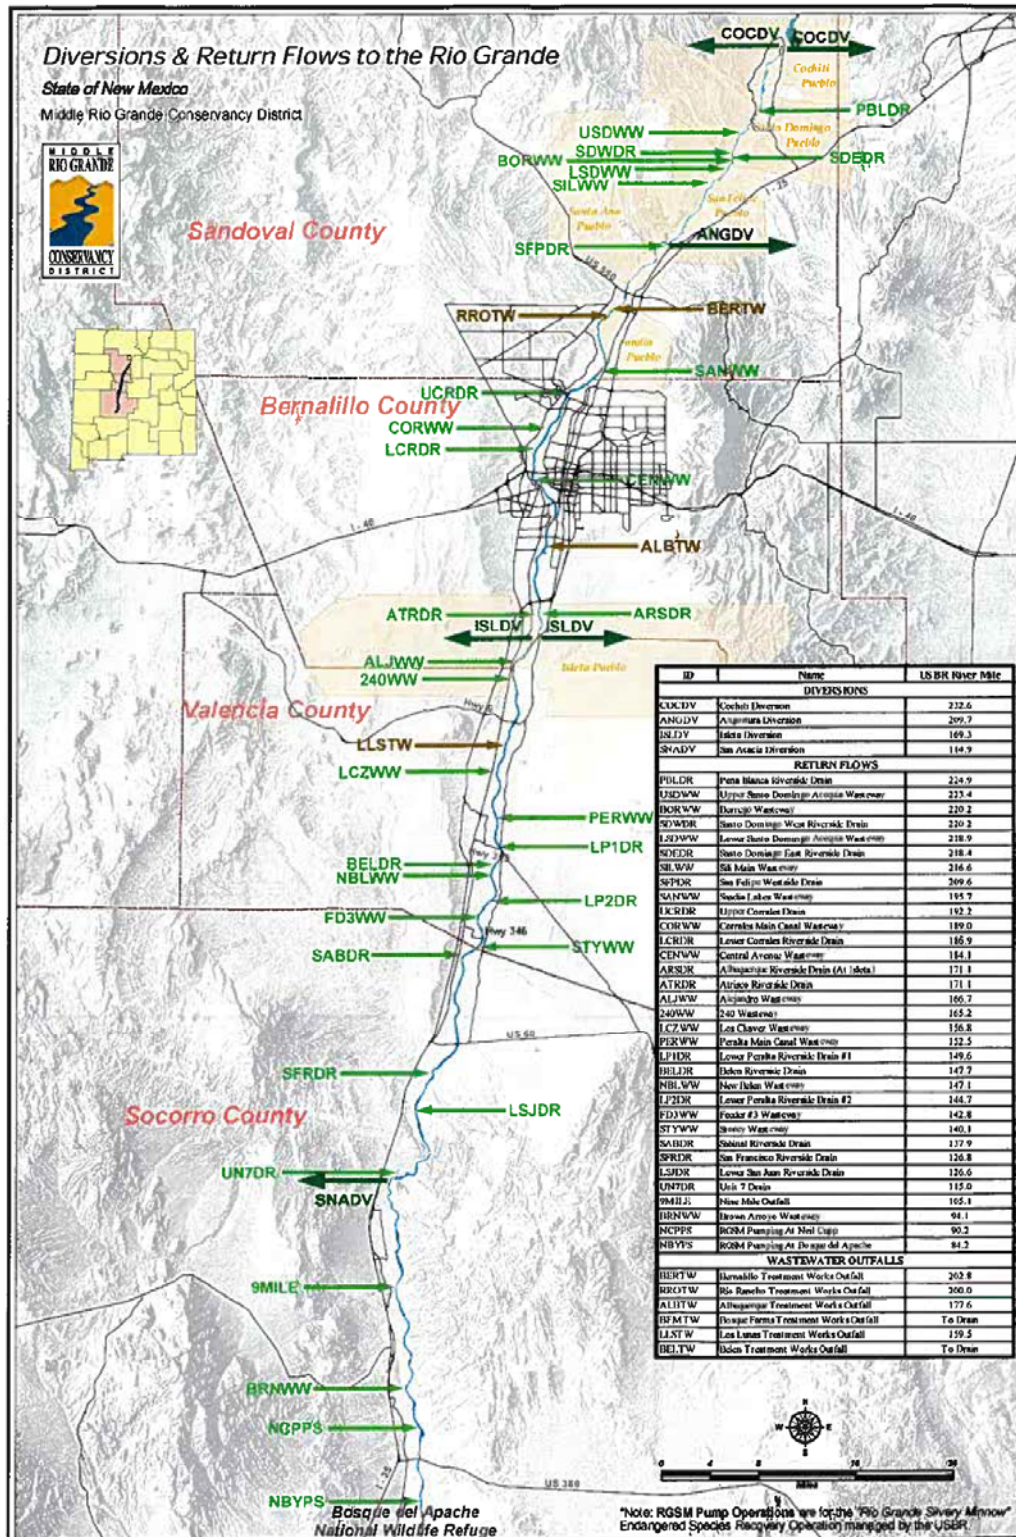 Diversions & Return Flows to the Rio Grande
State of New Mexico
Middle Rio Grande Conservancy District
MIDDLE
RIO GRANDE
CONSERVANCY
DISTRICT
COCDV COCDV
Cochiti
Pueblo
PBLDR
USDWW
Santo Domingo
Pueblo
SDWDR
BORWW
SDEDR
LSDWW
SILWW
I - 25
San Felipe
Pueblo
Santa Ana
Pueblo
Sandoval County
SFPDR
ANGDV
US 550
RROTW
BERTW
Sandia
Pueblo
SANWW
UCRDR
Bernalillo County
CORWW
LCRDR
CENWW
I - 40
I - 40
ALBTW
ATRDR
ARSDR
ISLDV ISLDV
ALJWW
Isleta Pueblo
240WW
Valencia County
Hwy 6
LLSTW
LCZWW
PERWW
LP1DR
BELDR
NBLWW
LP2DR
FD3WW
Hwy 346
STYWW
SABDR
US 60
SFRDR
LSJDR
Socorro County
UN7DR
SNADV
9MILE
BRNWW
NCPPS
I - 25
US 380
NBYPS
Bosque del Apache
National Wildlife Refuge
ID Name USBR River Mile
DIVERSIONS
COCDV Cochiti Diversion 232.6
ANGDV Angostura Diversion 209.7
ISLDV Isleta Diversion 169.3
SNADV San Acacia Diversion 114.9
RETURN FLOWS
PBLDR Pena Blanca Riverside Drain 224.9
USDWW Upper Santo Domingo Acequia Wasteway 223.4
BORWW Borrego Wasteway 220.2
SDWDR Santo Domingo West Riverside Drain 220.2
LSDWW Lower Santo Domingo Acequia Wasteway 218.9
SDEDR Santo Domingo East Riverside Drain 218.4
SILWW Sili Main Wasteway 216.6
SFPDR San Felipe Westside Drain 209.6
SANWW Sandia Lakes Wasteway 195.7
UCRDR Upper Corrales Drain 192.2
CORWW Corrales Main Canal Wasteway 189.0
LCRDR Lower Corrales Riverside Drain 186.9
CENWW Central Avenue Wasteway 184.1
ARSDR Albuquerque Riverside Drain (At Isleta) 171.1
ATRDR Atrisco Riverside Drain 171.1
ALJWW Alejandro Wasteway 166.7
240WW 240 Wasteway 165.2
LCZWW Los Chavez Wasteway 156.8
PERWW Peralta Main Canal Wasteway 152.5
LP1DR Lower Peralta Riverside Drain #1 149.6
BELDR Belen Riverside Drain 147.7
NBLWW New Belen Wasteway 147.1
LP2DR Lower Peralta Riverside Drain #2 144.7
FD3WW Feeder #3 Wasteway 142.8
STYWW Storey Wasteway 140.1
SABDR Sabinal Riverside Drain 137.9
SFRDR San Francisco Riverside Drain 126.8
LSJDR Lower San Juan Riverside Drain 126.6
UN7DR Unit 7 Drain 115.0
9MILE Nine Mile Outfall 105.1
BRNWW Brown Arroyo Wasteway 94.1
NCPPS RGSM Pumping At Neil Cupp 90.2
NBYPS RGSM Pumping At Bosque del Apache 84.2
WASTEWATER OUTFALLS
BERTW Bernalillo Treatment Works Outfall 202.8
RROTW Rio Rancho Treatment Works Outfall 200.0
ALBTW Albuquerque Treatment Works Outfall 177.6
BFMTW Bosque Farms Treatment Works Outfall To Drain
LLSTW Los Lunas Treatment Works Outfall 159.5
BELTW Belen Treatment Works Outfall To Drain
N
W E
S
0 4 8 16 24
Miles
*Note: RGSM Pump Operations are for the "Rio Grande Silvery Minnow"
Endangered Species Recovery Operation managed by the USBR